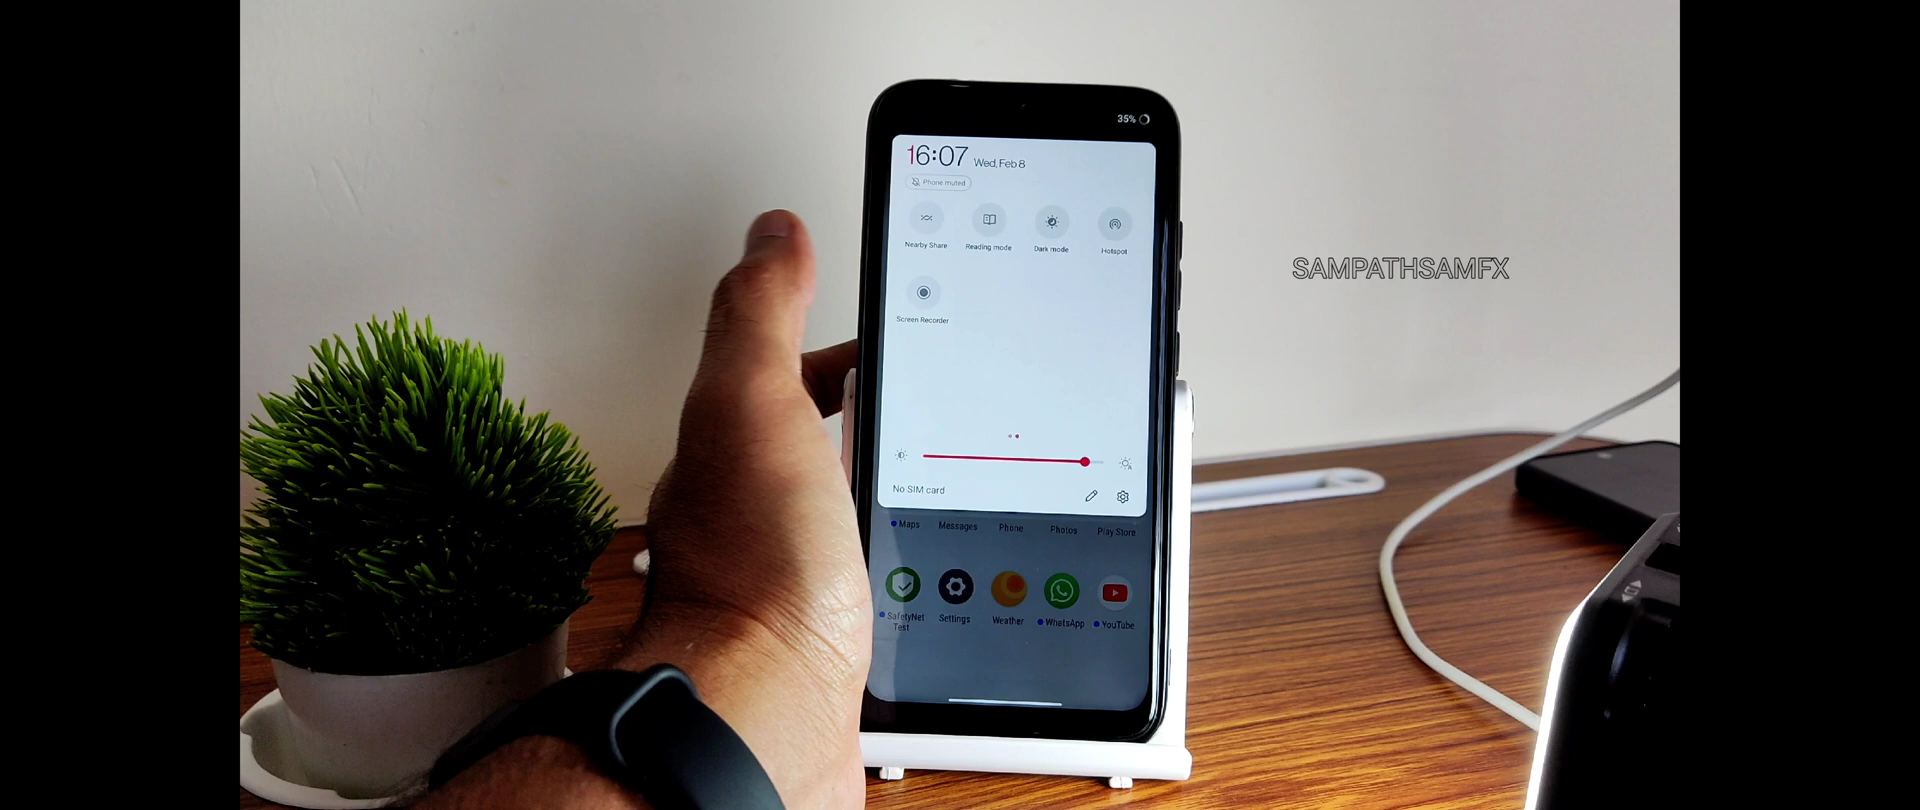 35%
16:07 Wed, Feb 8
Phone muted
Nearby Share Reading mode Dark mode Hotspot
Screen Recorder
SAMPATHSAMFX
No SIM card
Maps Messages Phone Photos Play Store
SafetyNet Test Settings Weather WhatsApp YouTube